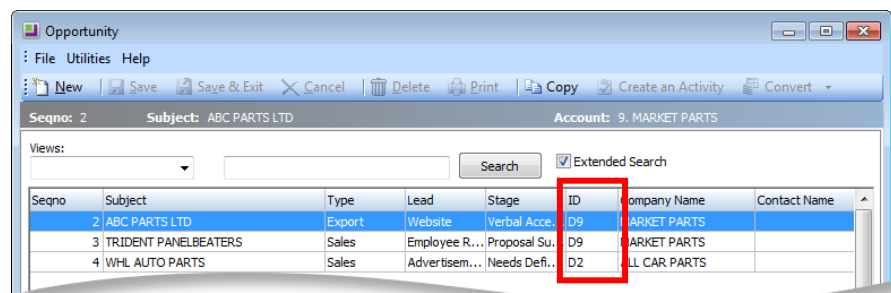 Opportunity
File Utilities Help
New Save Save & Exit Cancel Delete Print Copy Create an Activity Convert
Seqno: 2 Subject: ABC PARTS LTD Account: 9. MARKET PARTS
Views:
Search Extended Search
Seqno Subject Type Lead Stage ID Company Name Contact Name
2 ABC PARTS LTD Export Website Verbal Acce... D9 MARKET PARTS
3 TRIDENT PANELBEATERS Sales Employee R... Proposal Su... D9 MARKET PARTS
4 WHL AUTO PARTS Sales Advertisem... Needs Defi... D2 ALL CAR PARTS